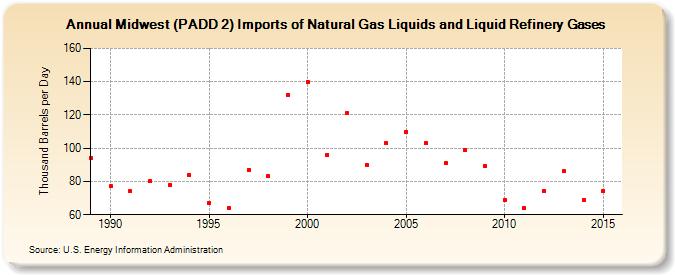 Annual Midwest (PADD 2) Imports of Natural Gas Liquids and Liquid Refinery Gases
Thousand Barrels per Day
160
140
120
100
80
60
1990 1995 2000 2005 2010 2015
Source: U.S. Energy Information Administration